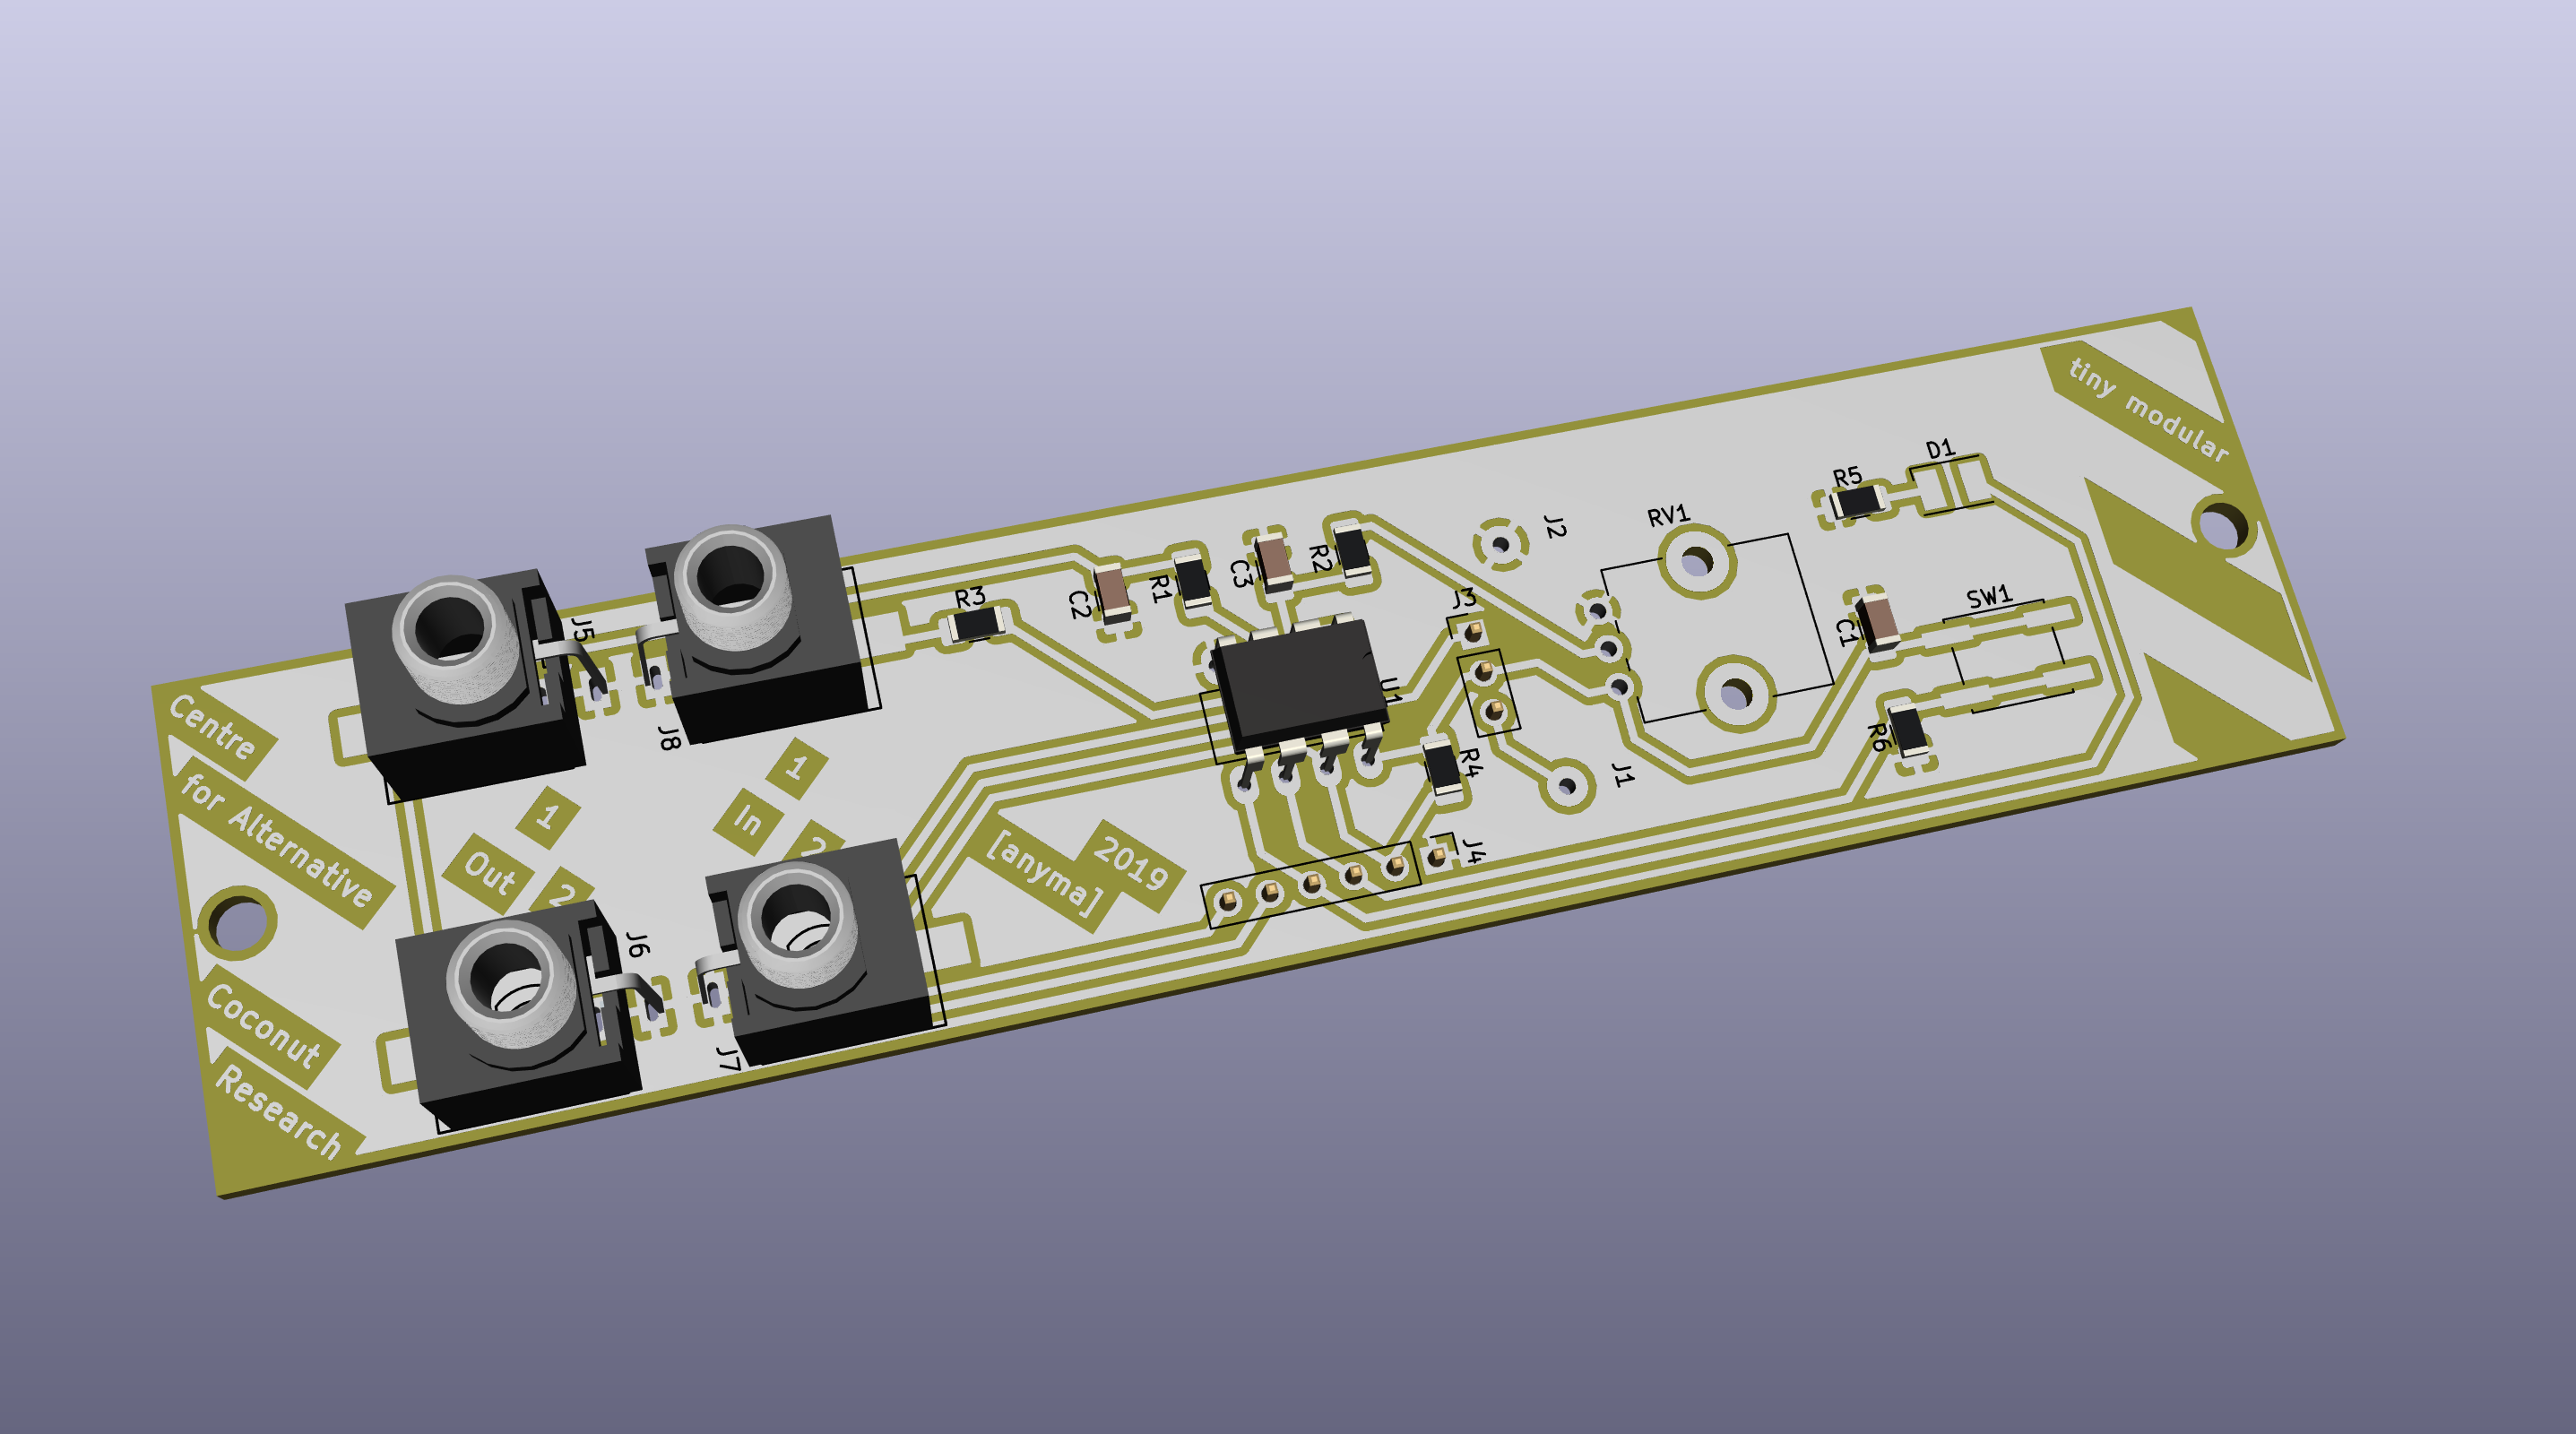 Centre
for Alternative
Coconut
Research
tiny modular
[anyma]
2019
1
Out
2
1
In
2
J5
J8
J6
J7
R3
C2
R1
C3
R2
U1
J3
R4
J4
J2
J1
RV1
R5
D1
C1
SW1
R6